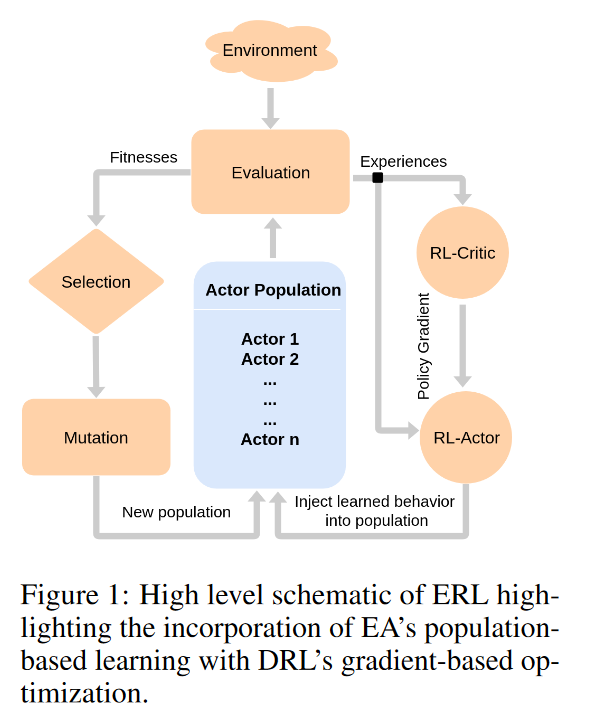 Environment
Fitnesses
Evaluation
Experiences
Selection
Actor Population
Actor 1
Actor 2
...
...
...
Actor n
RL-Critic
Policy Gradient
RL-Actor
Mutation
New population
Inject learned behavior
into population
Figure 1: High level schematic of ERL high-
lighting the incorporation of EA's population-
based learning with DRL's gradient-based op-
timization.